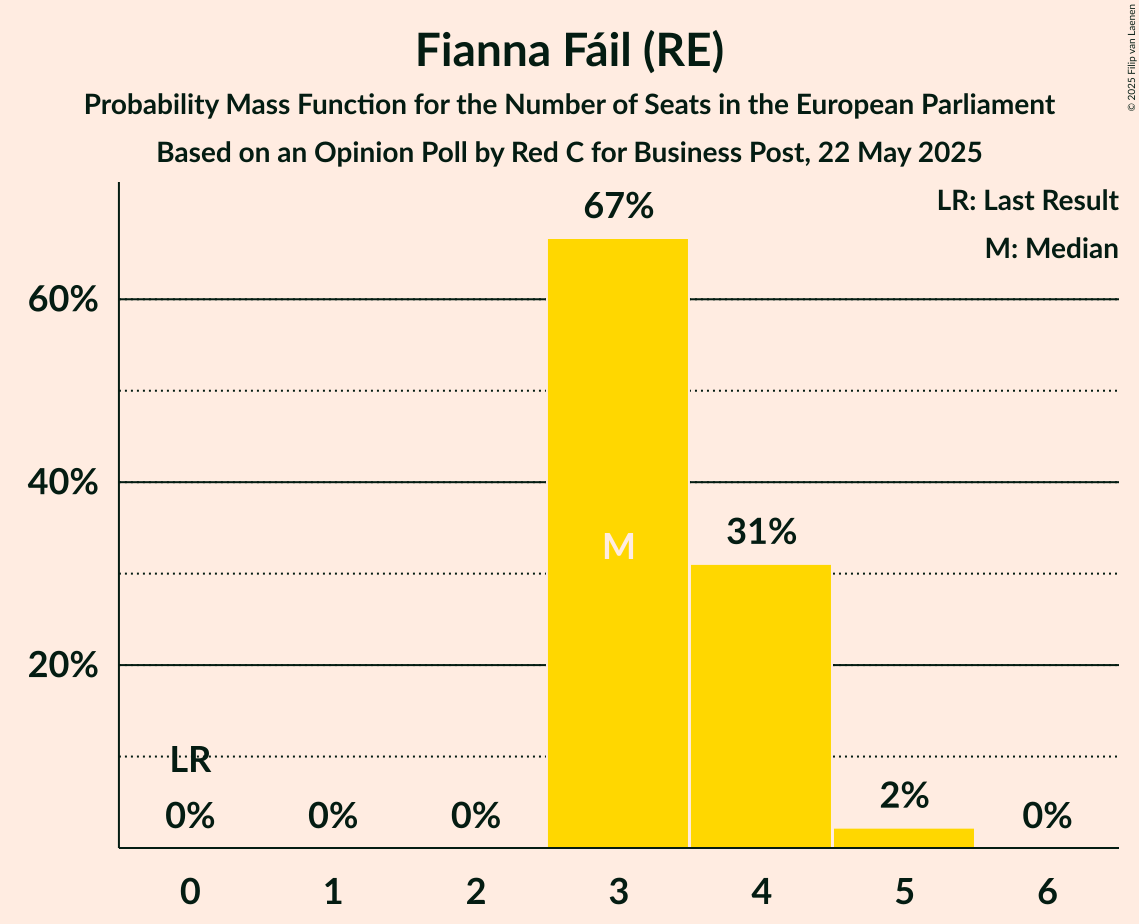 Fianna Fáil (RE)
Probability Mass Function for the Number of Seats in the European Parliament
Based on an Opinion Poll by Red C for Business Post, 22 May 2025
© 2025 Filip van Laenen
LR: Last Result
M: Median
67%
60%
40%
31%
M
20%
LR
0%
0%
0%
2%
0%
0
1
2
3
4
5
6